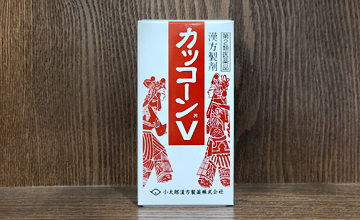 第2類医薬品
漢方製剤
カッコーン®V
小太郎漢方製薬株式会社